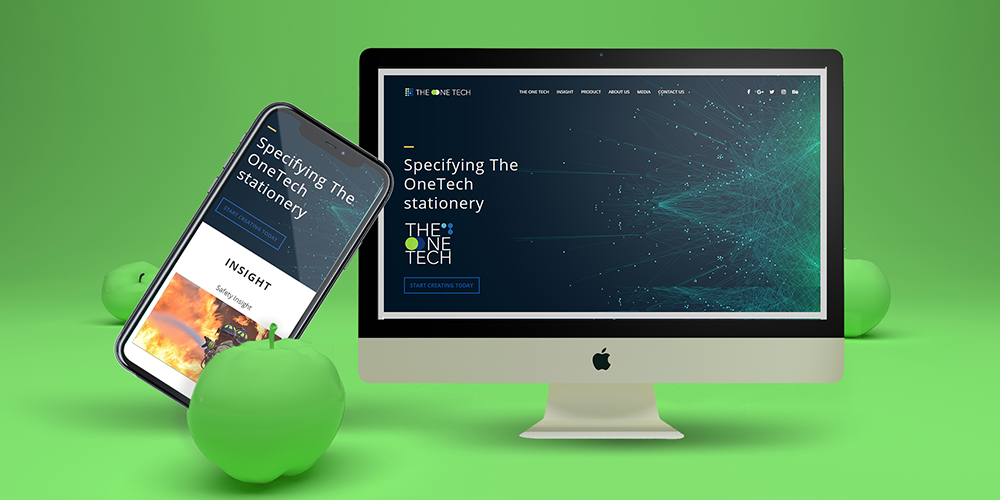 THE ONE TECH
THE ONE TECH INSIGHT PRODUCT ABOUT US MEDIA CONTACT US
Specifying The
OneTech
stationery
THE
ONE
TECH
START CREATING TODAY
Specifying The
OneTech
stationery
START CREATING TODAY
INSIGHT
Safety Insight